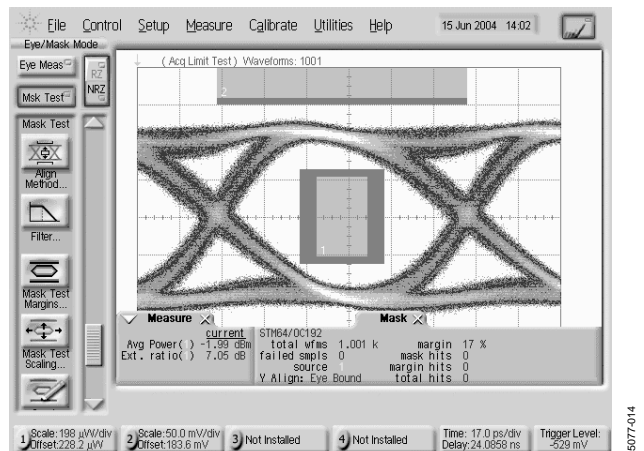 File Control Setup Measure Calibrate Utilities Help 15 Jun 2004 14:02
Eye/Mask Mode
Eye Meas
RZ
NRZ
Msk Test
( Acq Limit Test ) Waveforms: 1001
2
Mask Test
Align
Method...
Filter...
1
Mask Test
Margins...
Mask Test
Scaling...
Measure
current
Avg Power(1) -1.99 dBm
Ext. ratio(1) 7.05 dB
Mask
STM64/OC192
total wfms 1.001 k margin 17 %
failed smpls 0 mask hits 0
source 1 margin hits 0
Y Align: Eye Bound total hits 0
1 Scale:198 µW/div
Offset:228.2 µW
2 Scale:50.0 mV/div
Offset:183.6 mV
3 Not Installed
4 Not Installed
Time: 17.0 ps/div
Delay:24.0858 ns
Trigger Level:
-529 mV
5077-014